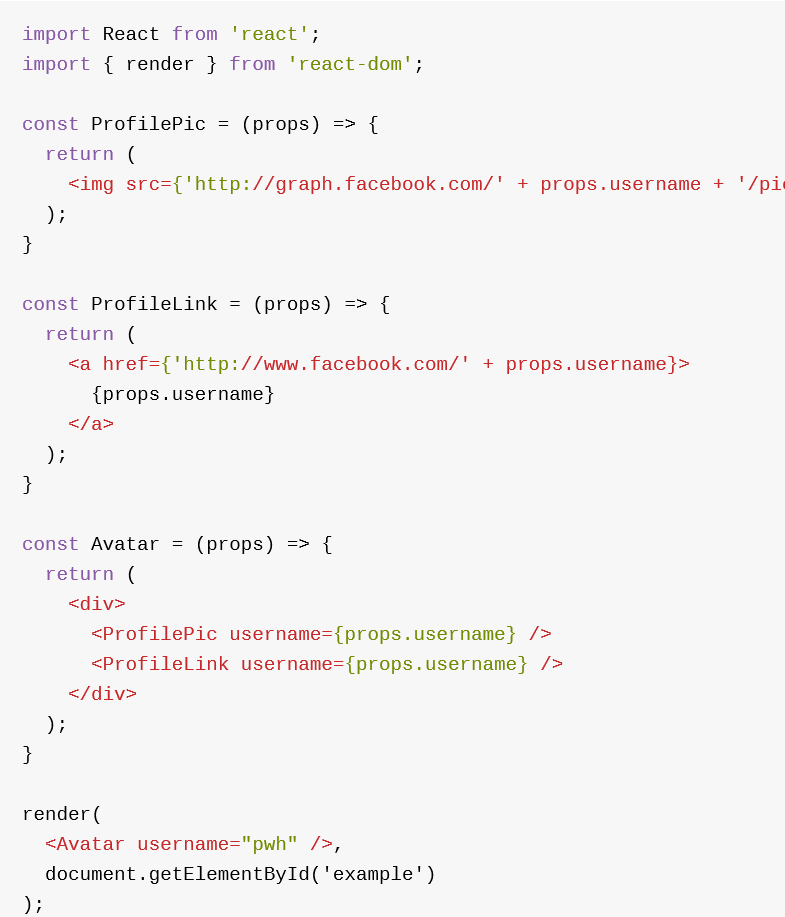 import React from 'react';
import { render } from 'react-dom';

const ProfilePic = (props) => {
  return (
    <img src={'http://graph.facebook.com/' + props.username + '/pic
  );
}

const ProfileLink = (props) => {
  return (
    <a href={'http://www.facebook.com/' + props.username}>
      {props.username}
    </a>
  );
}

const Avatar = (props) => {
  return (
    <div>
      <ProfilePic username={props.username} />
      <ProfileLink username={props.username} />
    </div>
  );
}

render(
  <Avatar username="pwh" />,
  document.getElementById('example')
);